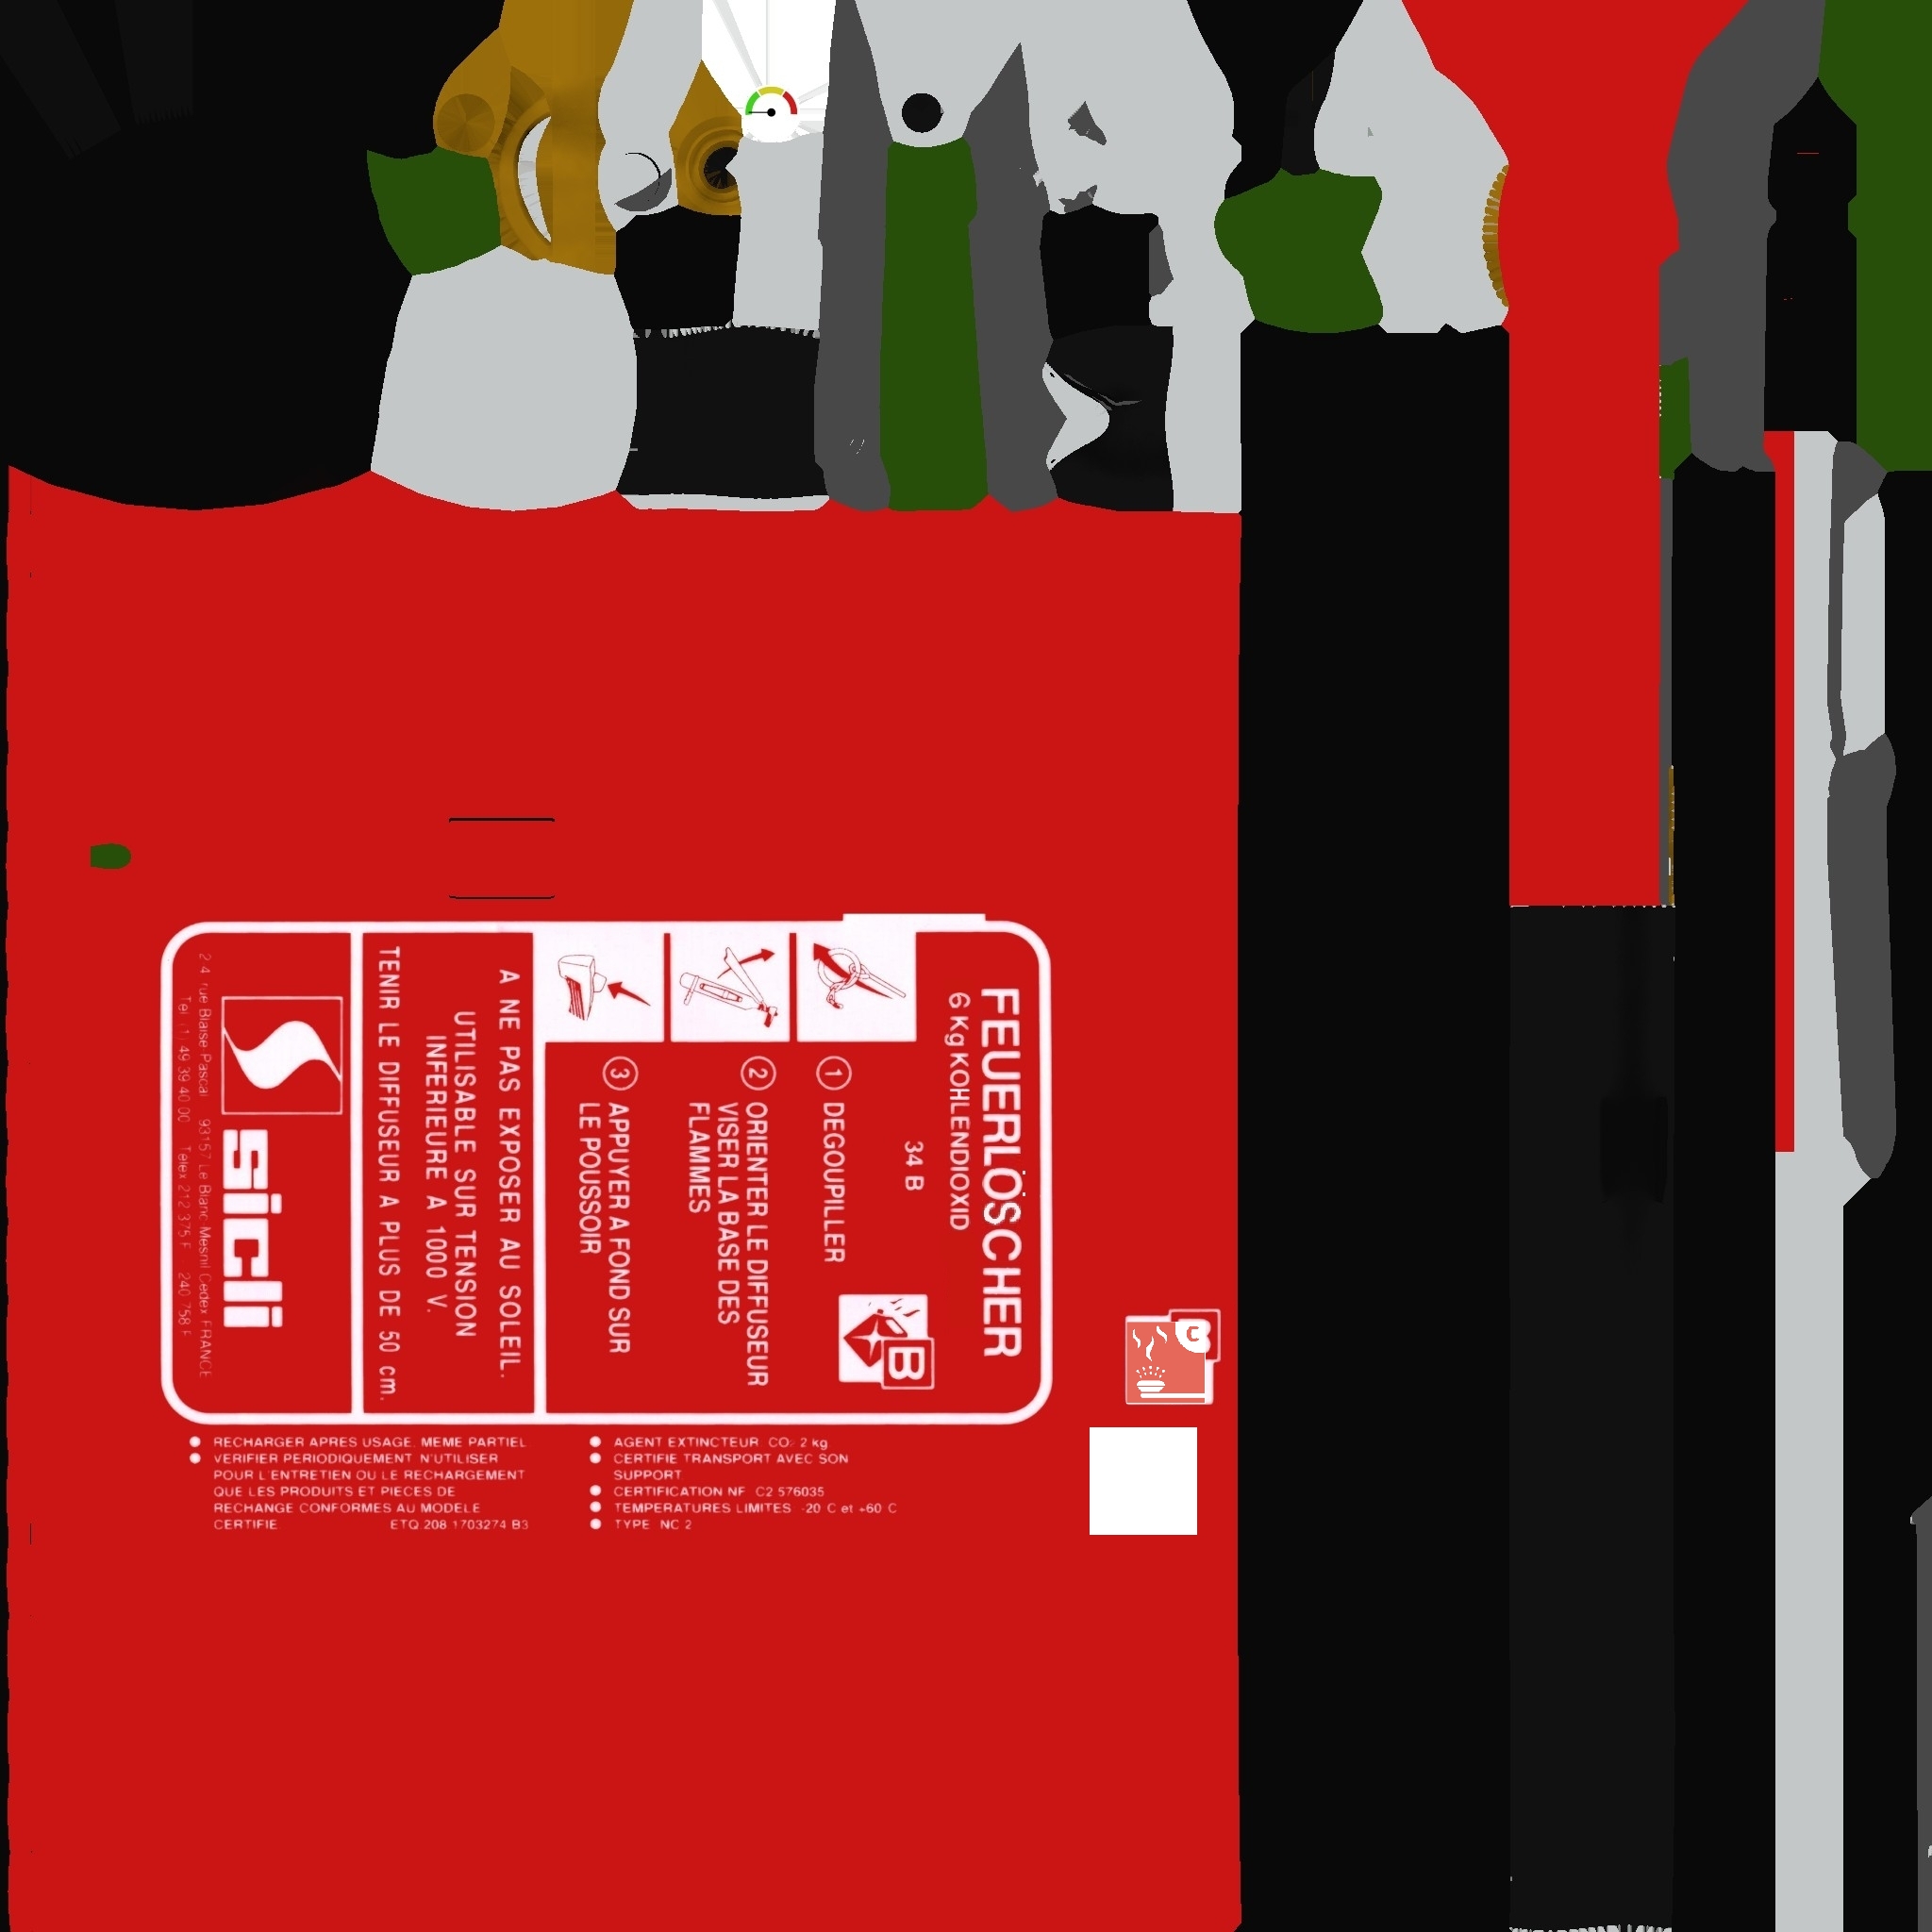 FEUERLÖSCHER
6 Kg KOHLENDIOXID
34 B
B
1 DEGOUPILLER
2 ORIENTER LE DIFFUSEUR
VISER LA BASE DES
FLAMMES
3 APPUYER A FOND SUR
LE POUSSOIR
A NE PAS EXPOSER AU SOLEIL.
UTILISABLE SUR TENSION
INFERIEURE A 1000 V.
TENIR LE DIFFUSEUR A PLUS DE 50 cm.
sicli
2 4 rue Blaise Pascal 93157 Le Blanc Mesnil Cedex FRANCE
Tel (1) 49 39 40 00 Telex 212 375 F 240 758 F
● RECHARGER APRES USAGE. MEME PARTIEL
● VERIFIER PERIODIQUEMENT N'UTILISER
POUR L'ENTRETIEN OU LE RECHARGEMENT
QUE LES PRODUITS ET PIECES DE
RECHANGE CONFORMES AU MODELE
CERTIFIE ETQ 208 1703274 B3
● AGENT EXTINCTEUR CO2 2 kg
● CERTIFIE TRANSPORT AVEC SON
SUPPORT
● CERTIFICATION NF C2 576035
● TEMPERATURES LIMITES -20 C et +60 C
● TYPE NC 2